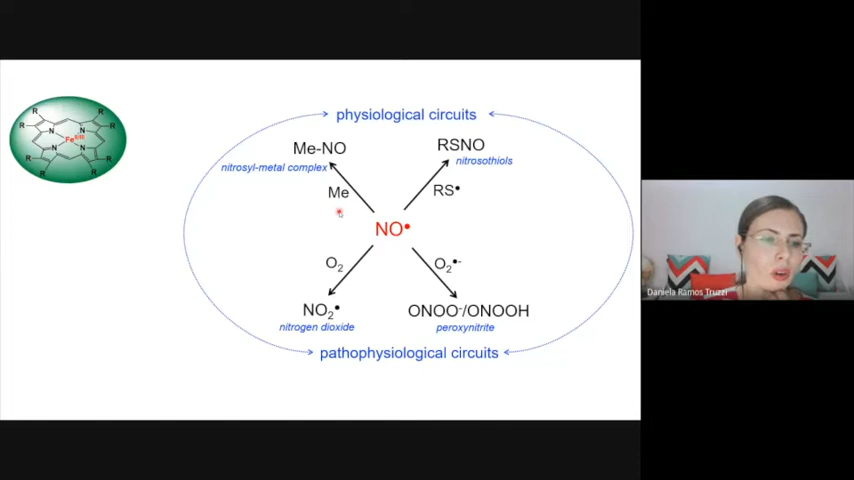 physiological circuits
Me-NO
nitrosyl-metal complex
RSNO
nitrosothiols
Me
RS•
NO•
O2
O2•-
NO2•
nitrogen dioxide
ONOO-/ONOOH
peroxynitrite
pathophysiological circuits
R R
R R
N N
Fe
N N
R R
R R
Daniela Ramos Truzzi